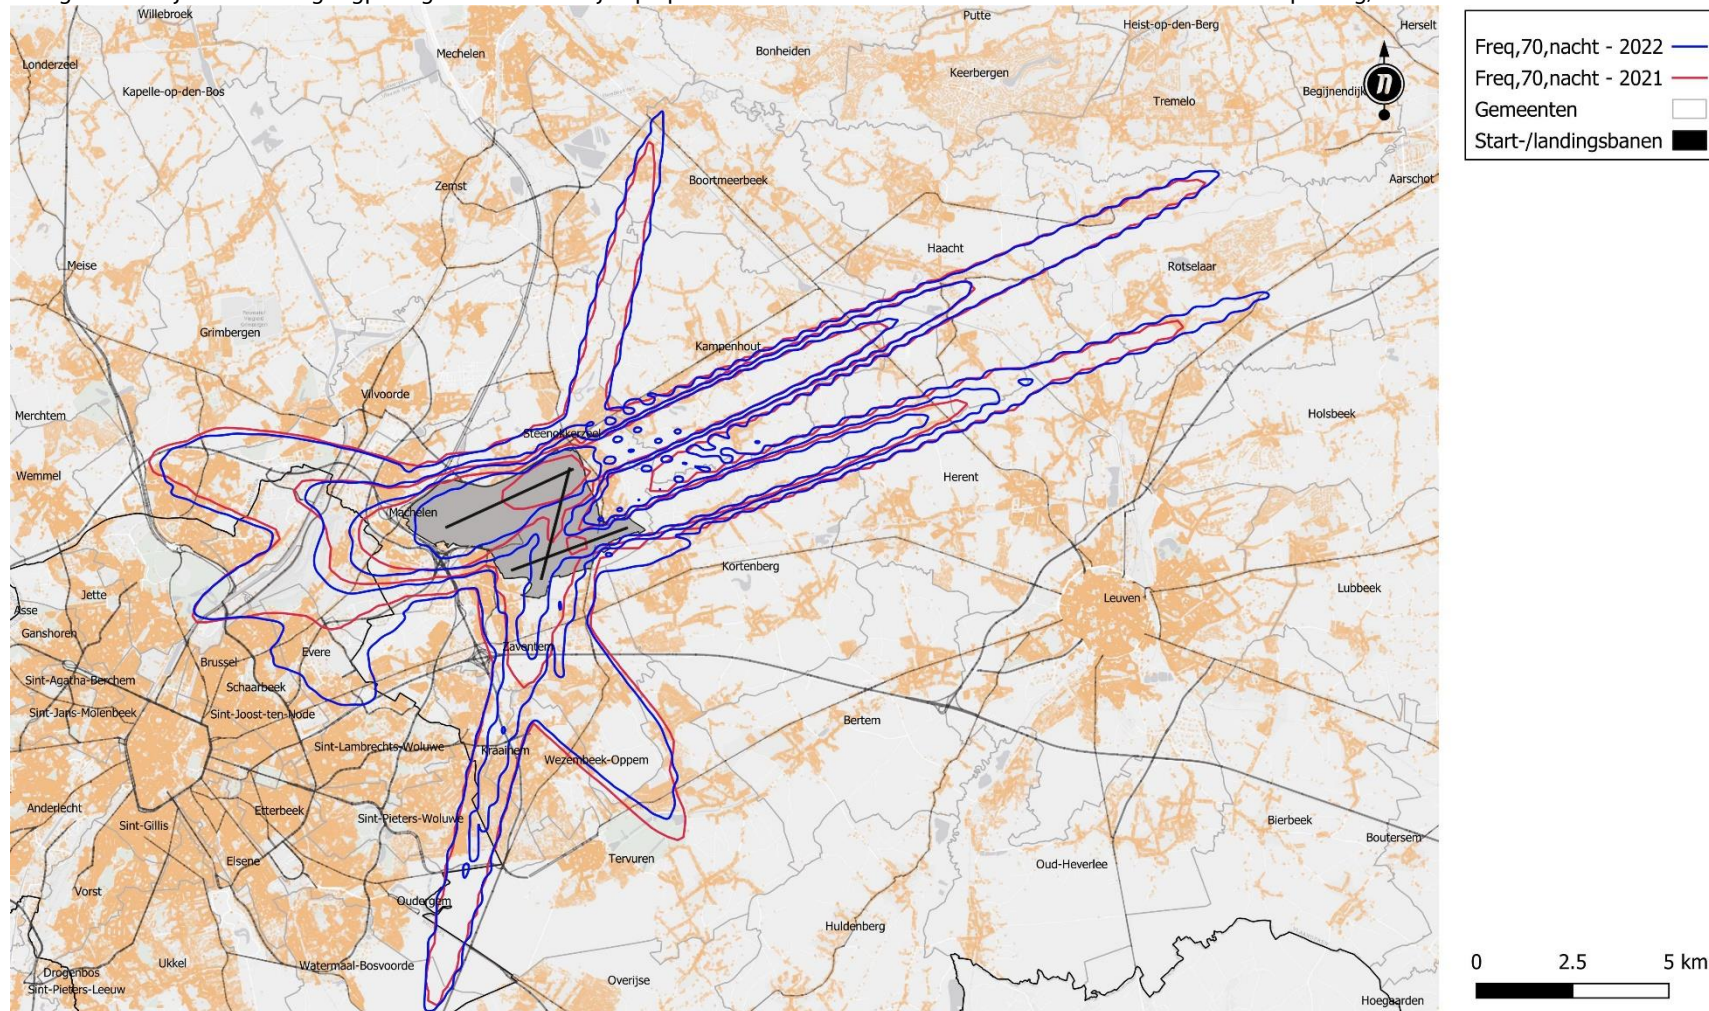 Willebroek
Putte
Heist-op-den-Berg
Herselt
Londerzeel
Mechelen
Bonheiden
Keerbergen
Kapelle-op-den-Bos
Tremelo
Begijnendijk
Freq,70,nacht - 2022
Freq,70,nacht - 2021
Gemeenten
Start-/landingsbanen
Zemst
Boortmeerbeek
Aarschot
Meise
Haacht
Rotselaar
Grimbergen
Kampenhout
Vilvoorde
Merchtem
Holsbeek
Steenokkerzeel
Wemmel
Herent
Machelen
Kortenberg
Jette
Asse
Leuven
Lubbeek
Ganshoren
Zaventem
Evere
Brussel
Sint-Agatha-Berchem
Schaarbeek
Sint-Jans-Molenbeek
Sint-Joost-ten-Node
Bertem
Sint-Lambrechts-Woluwe
Kraainem
Wezembeek-Oppem
Anderlecht
Etterbeek
Sint-Pieters-Woluwe
Sint-Gillis
Bierbeek
Boutersem
Elsene
Tervuren
Oud-Heverlee
Vorst
Oudergem
Huldenberg
Ukkel
Watermaal-Bosvoorde
Drogenbos
Overijse
Sint-Pieters-Leeuw
Hoegaarden
0 2.5 5 km